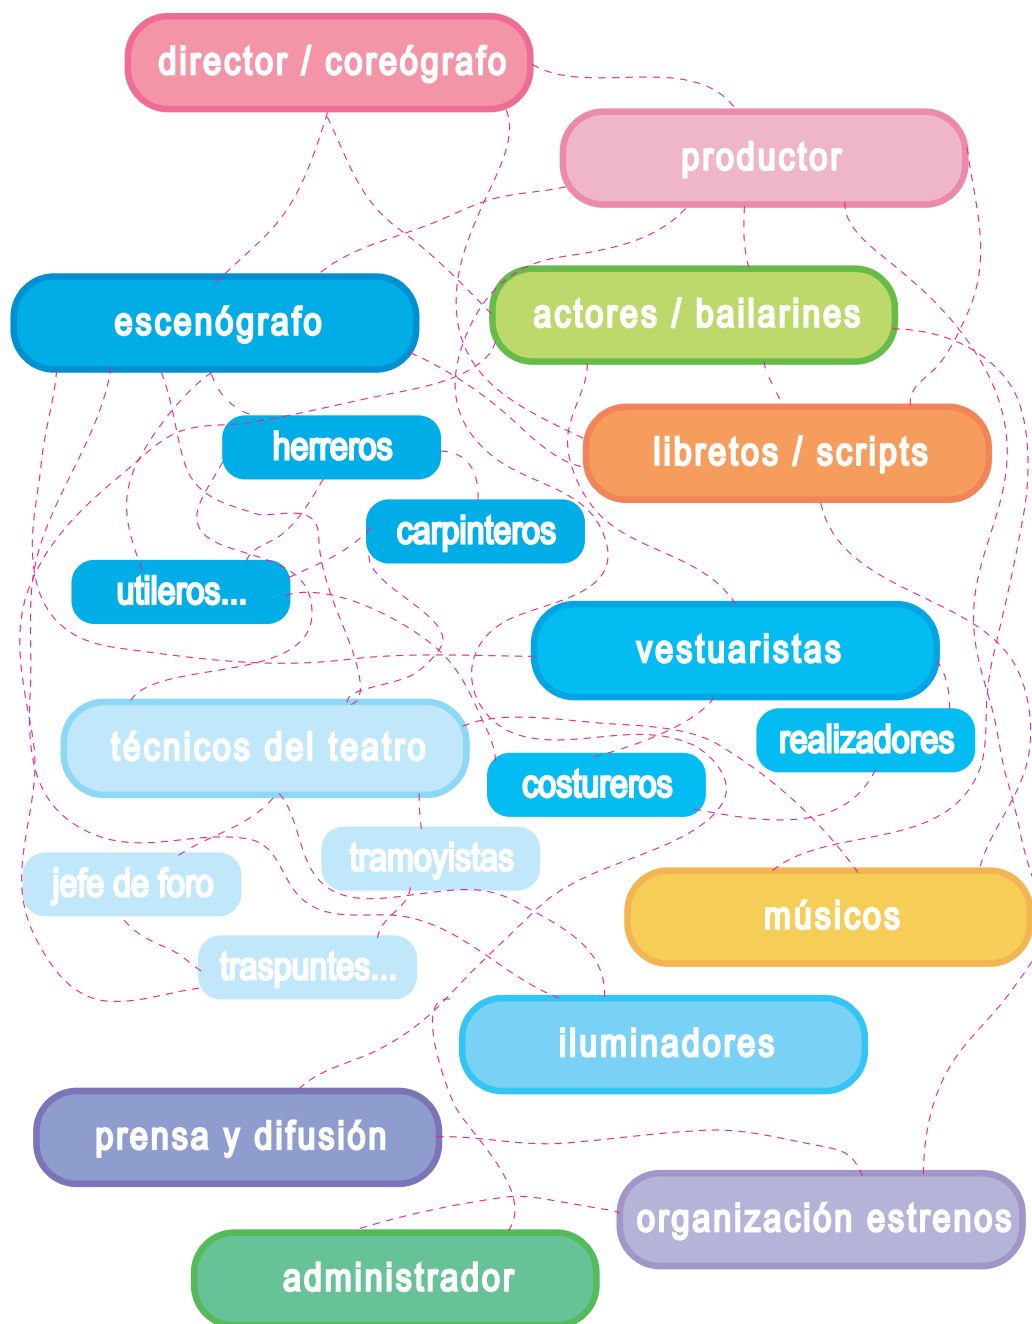 director / coreógrafo
productor
escenógrafo
actores / bailarines
herreros
libretos / scripts
carpinteros
utileros...
vestuaristas
técnicos del teatro
realizadores
costureros
tramoyistas
jefe de foro
músicos
traspuntes...
iluminadores
prensa y difusión
organización estrenos
administrador